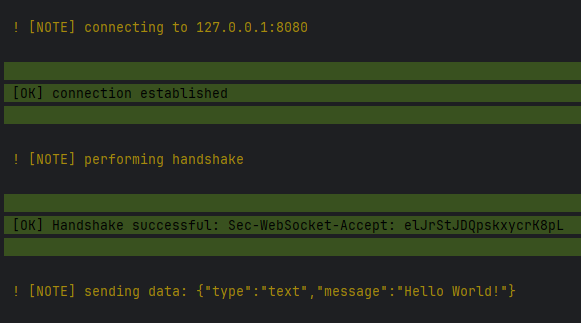 ! [NOTE] connecting to 127.0.0.1:8080
[OK] connection established
! [NOTE] performing handshake
[OK] Handshake successful: Sec-WebSocket-Accept: elJrStJDQpskxycrK8pL
! [NOTE] sending data: {"type":"text","message":"Hello World!"}